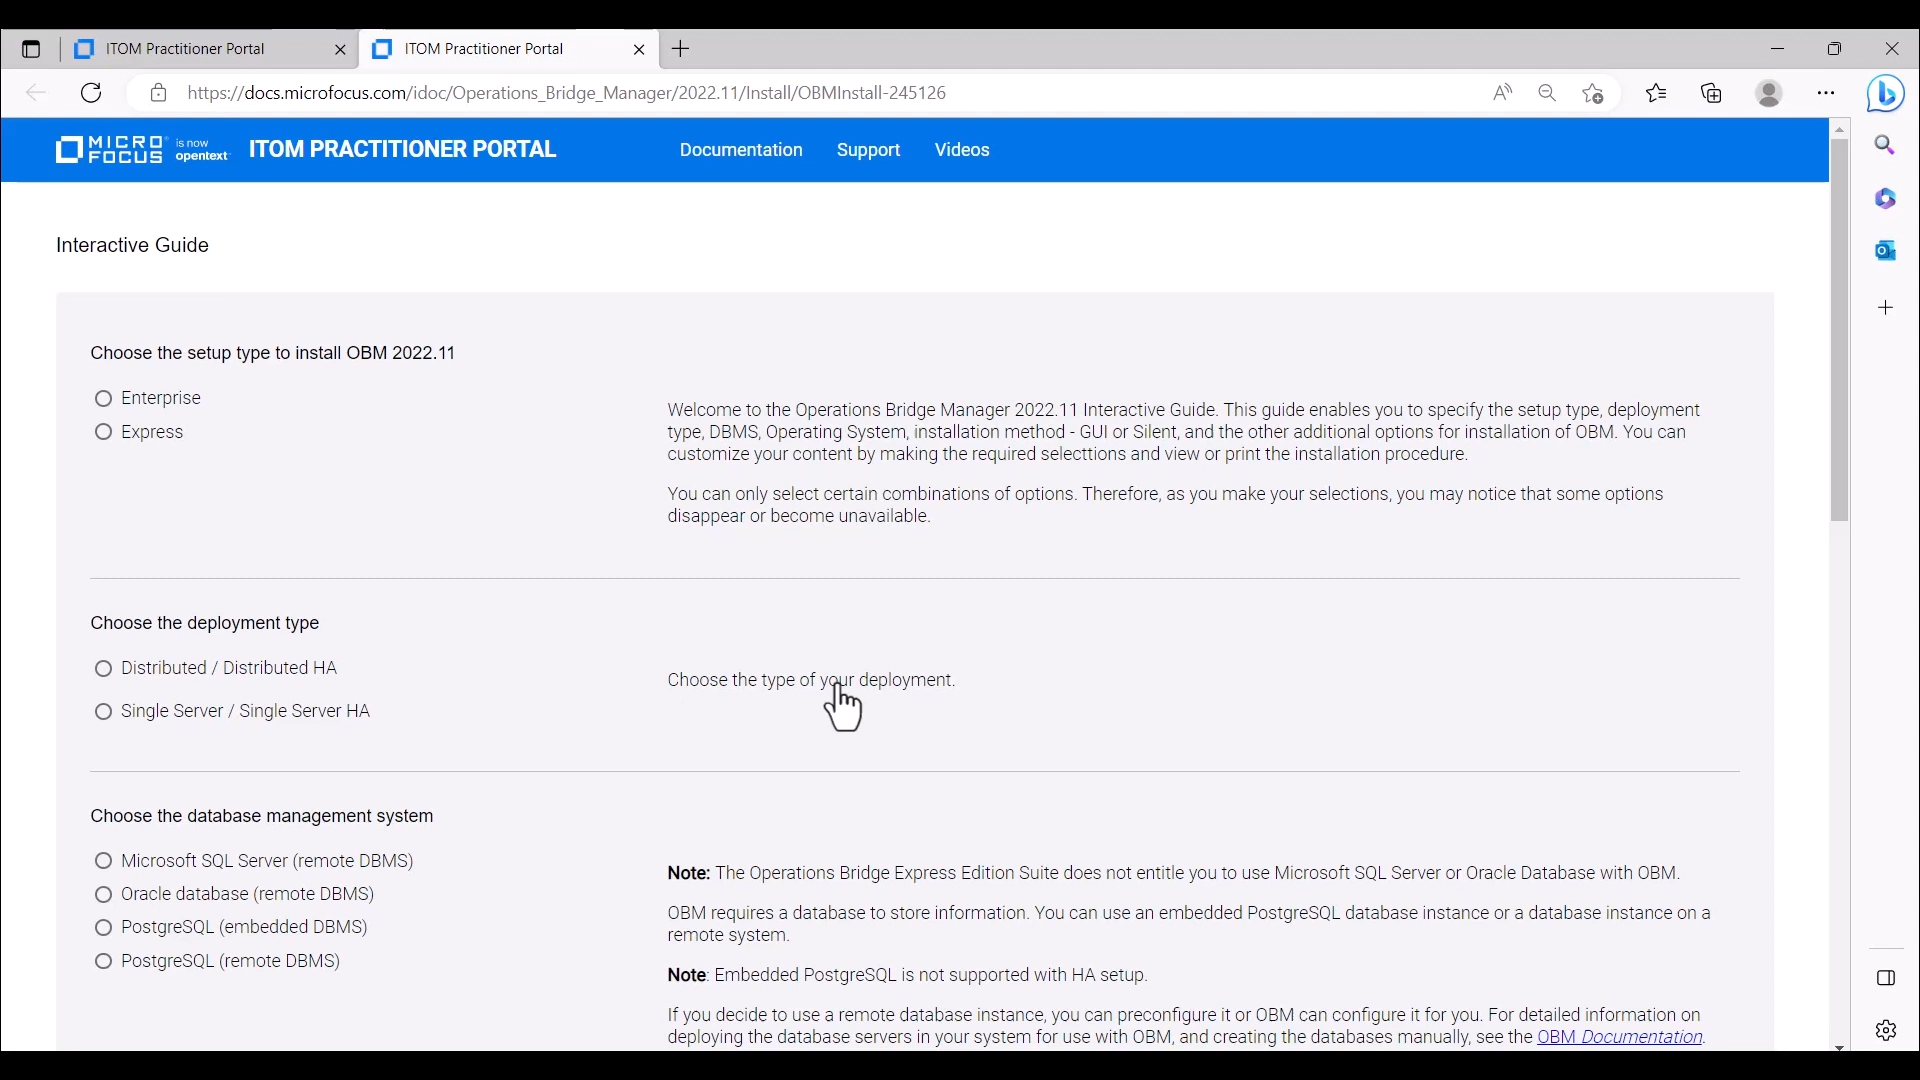 ITOM Practitioner Portal
ITOM Practitioner Portal
https://docs.microfocus.com/idoc/Operations_Bridge_Manager/2022.11/Install/OBMInstall-245126
MICRO FOCUS is now opentext ITOM PRACTITIONER PORTAL Documentation Support Videos
Interactive Guide
Choose the setup type to install OBM 2022.11
Enterprise
Express
Welcome to the Operations Bridge Manager 2022.11 Interactive Guide. This guide enables you to specify the setup type, deployment
type, DBMS, Operating System, installation method - GUI or Silent, and the other additional options for installation of OBM. You can
customize your content by making the required selecttions and view or print the installation procedure.
You can only select certain combinations of options. Therefore, as you make your selections, you may notice that some options
disappear or become unavailable.
Choose the deployment type
Distributed / Distributed HA
Single Server / Single Server HA
Choose the type of your deployment.
Choose the database management system
Microsoft SQL Server (remote DBMS)
Oracle database (remote DBMS)
PostgreSQL (embedded DBMS)
PostgreSQL (remote DBMS)
Note: The Operations Bridge Express Edition Suite does not entitle you to use Microsoft SQL Server or Oracle Database with OBM.
OBM requires a database to store information. You can use an embedded PostgreSQL database instance or a database instance on a
remote system.
Note: Embedded PostgreSQL is not supported with HA setup.
If you decide to use a remote database instance, you can preconfigure it or OBM can configure it for you. For detailed information on
deploying the database servers in your system for use with OBM, and creating the databases manually, see the OBM Documentation.